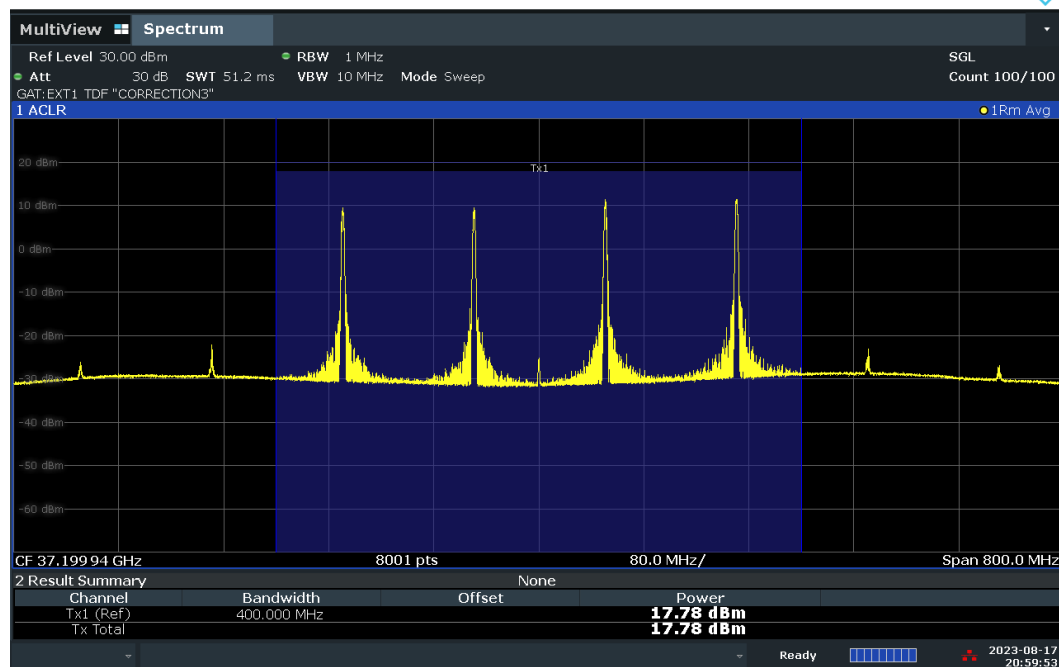 MultiView Spectrum
Ref Level 30.00 dBm RBW 1 MHz SGL
Att 30 dB SWT 51.2 ms VBW 10 MHz Mode Sweep Count 100/100
GAT:EXT1 TDF "CORRECTION3"
1 ACLR 1Rm Avg
Tx1
20 dBm
10 dBm
0 dBm
-10 dBm
-20 dBm
-30 dBm
-40 dBm
-50 dBm
-60 dBm
CF 37.19994 GHz 8001 pts 80.0 MHz/ Span 800.0 MHz
2 Result Summary None
Channel Bandwidth Offset Power
Tx1 (Ref) 400.000 MHz 17.78 dBm
Tx Total 17.78 dBm
Ready 2023-08-17
20:59:53